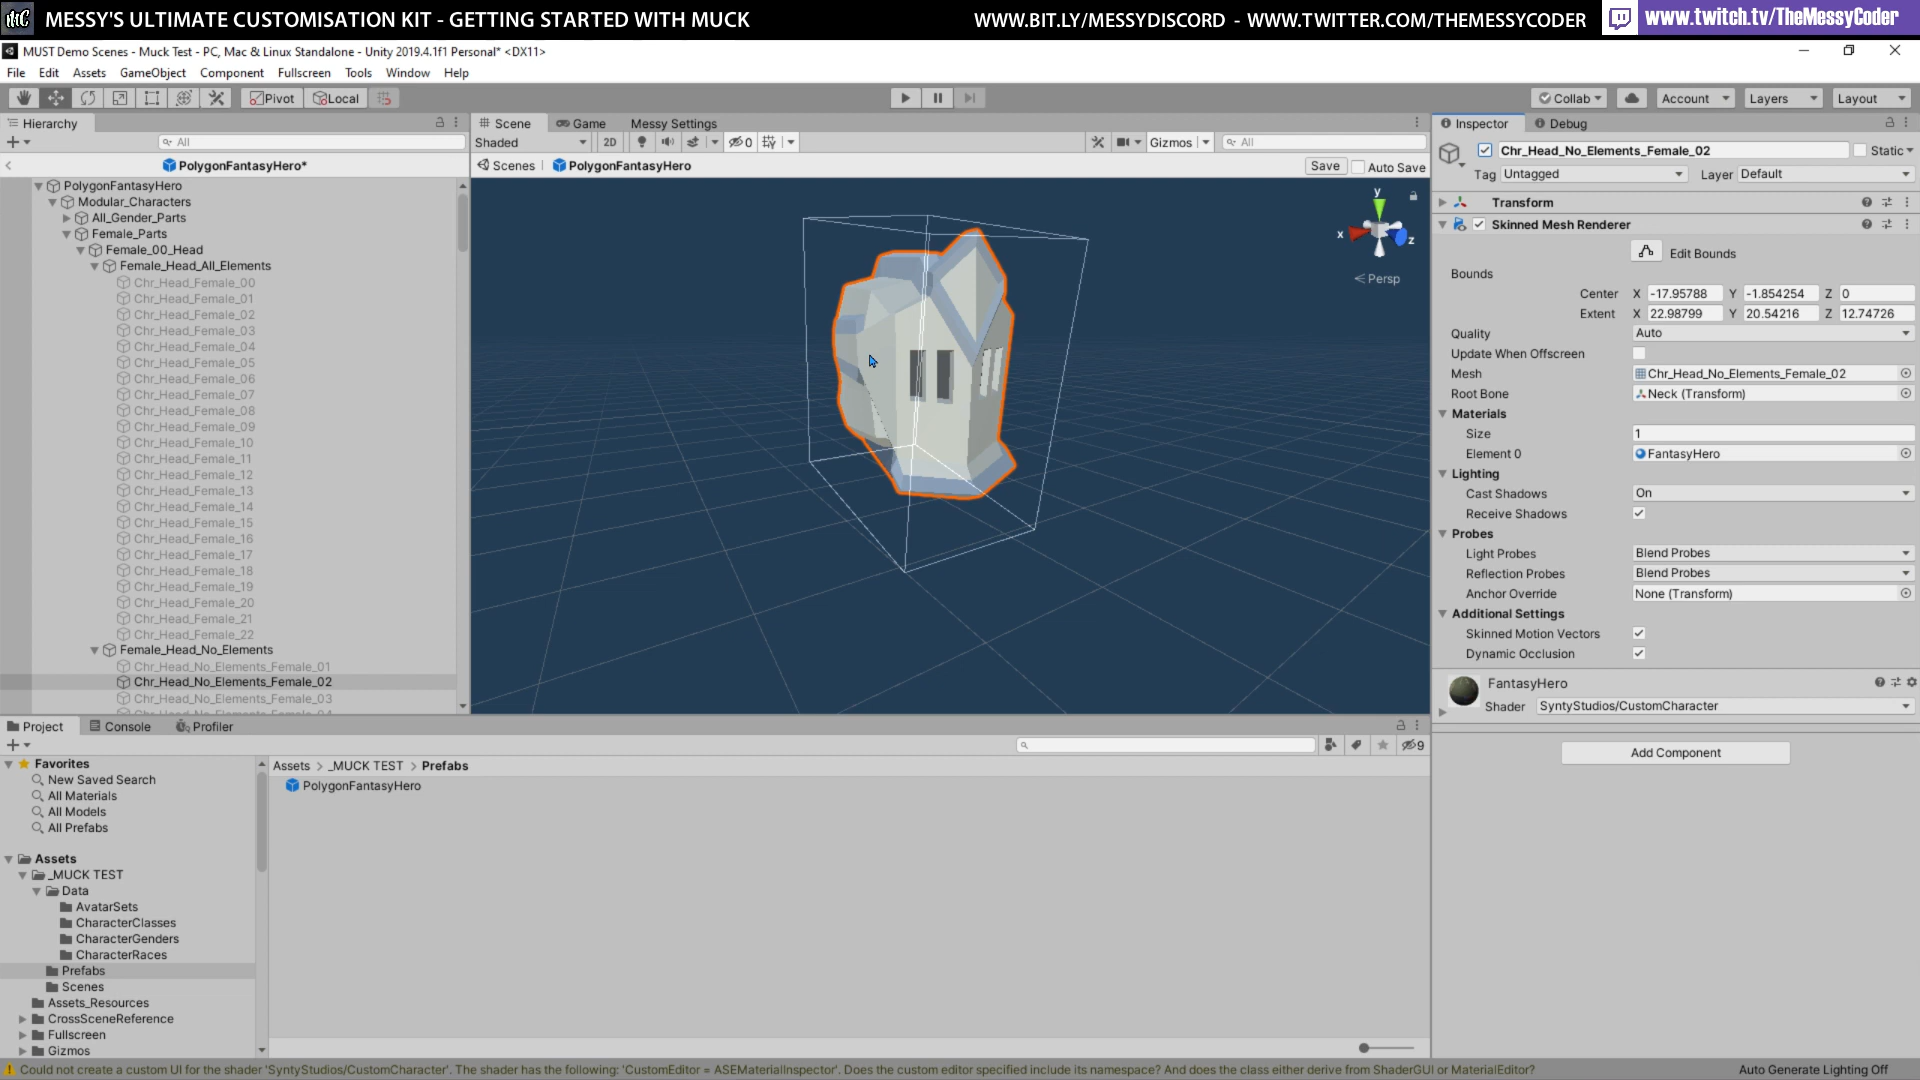 MESSY'S ULTIMATE CUSTOMISATION KIT - GETTING STARTED WITH MUCK
WWW.BIT.LY/MESSYDISCORD - WWW.TWITTER.COM/THEMESSYCODER
www.twitch.tv/TheMessyCoder
MUST Demo Scenes - Muck Test - PC, Mac & Linux Standalone - Unity 2019.4.1f1 Personal* <DX11>
File Edit Assets GameObject Component Fullscreen Tools Window Help
Pivot Local Collab Account Layers Layout
Hierarchy
All
PolygonFantasyHero*
PolygonFantasyHero
Modular_Characters
All_Gender_Parts
Female_Parts
Female_00_Head
Female_Head_All_Elements
Chr_Head_Female_00
Chr_Head_Female_01
Chr_Head_Female_02
Chr_Head_Female_03
Chr_Head_Female_04
Chr_Head_Female_05
Chr_Head_Female_06
Chr_Head_Female_07
Chr_Head_Female_08
Chr_Head_Female_09
Chr_Head_Female_10
Chr_Head_Female_11
Chr_Head_Female_12
Chr_Head_Female_13
Chr_Head_Female_14
Chr_Head_Female_15
Chr_Head_Female_16
Chr_Head_Female_17
Chr_Head_Female_18
Chr_Head_Female_19
Chr_Head_Female_20
Chr_Head_Female_21
Chr_Head_Female_22
Female_Head_No_Elements
Chr_Head_No_Elements_Female_01
Chr_Head_No_Elements_Female_02
Chr_Head_No_Elements_Female_03
Scene Game Messy Settings
Shaded 2D 0 Gizmos All
Scenes PolygonFantasyHero Save Auto Save
y
x z
Persp
Inspector Debug
Chr_Head_No_Elements_Female_02 Static
Tag Untagged Layer Default
Transform
Skinned Mesh Renderer
Edit Bounds
Bounds
Center X -17.95788 Y -1.854254 Z 0
Extent X 22.98799 Y 20.54216 Z 12.74726
Quality Auto
Update When Offscreen
Mesh Chr_Head_No_Elements_Female_02
Root Bone Neck (Transform)
Materials
Size 1
Element 0 FantasyHero
Lighting
Cast Shadows On
Receive Shadows
Probes
Light Probes Blend Probes
Reflection Probes Blend Probes
Anchor Override None (Transform)
Additional Settings
Skinned Motion Vectors
Dynamic Occlusion
FantasyHero
Shader SyntyStudios/CustomCharacter
Add Component
Project Console Profiler
9
Favorites
New Saved Search
All Materials
All Models
All Prefabs
Assets
_MUCK TEST
Data
AvatarSets
CharacterClasses
CharacterGenders
CharacterRaces
Prefabs
Scenes
Assets_Resources
CrossSceneReference
Fullscreen
Gizmos
Assets > _MUCK TEST > Prefabs
PolygonFantasyHero
Could not create a custom UI for the shader 'SyntyStudios/CustomCharacter'. The shader has the following: 'CustomEditor = ASEMaterialInspector'. Does the custom editor specified include its namespace? And does the class either derive from ShaderGUI or MaterialEditor?
Auto Generate Lighting Off